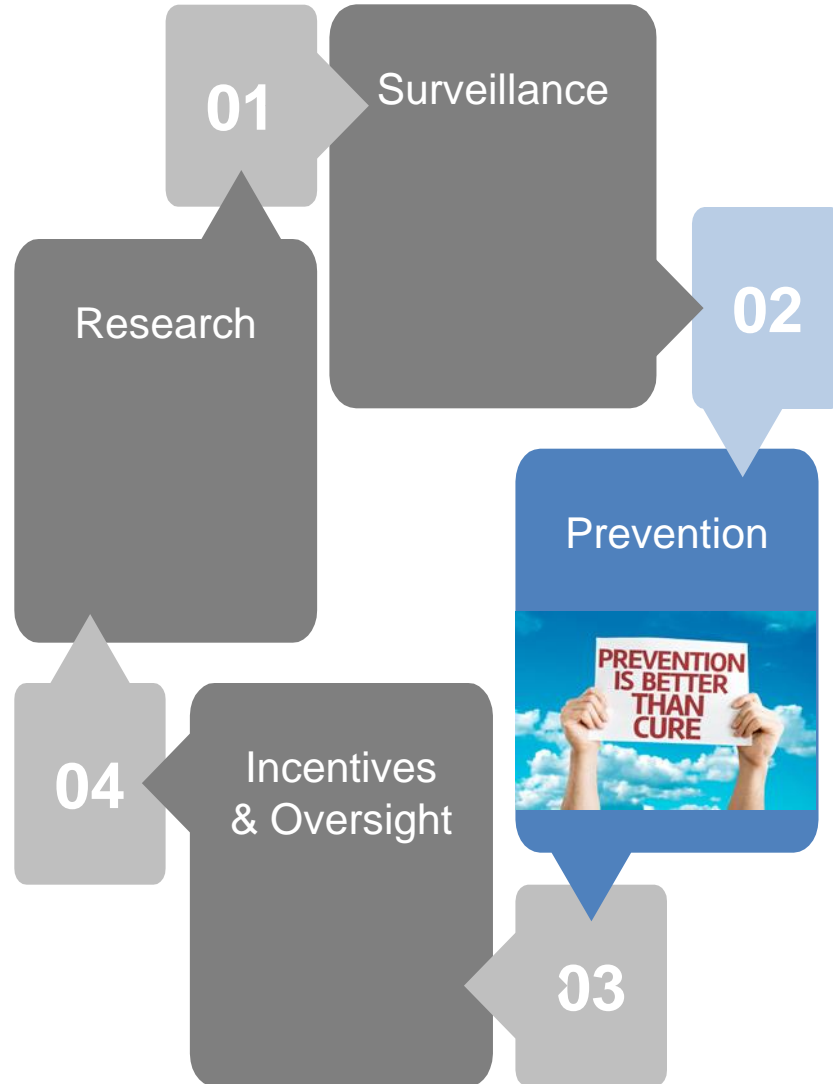 01
Surveillance
02
Research
Prevention
PREVENTION
IS BETTER
THAN
CURE
04
Incentives
& Oversight
03